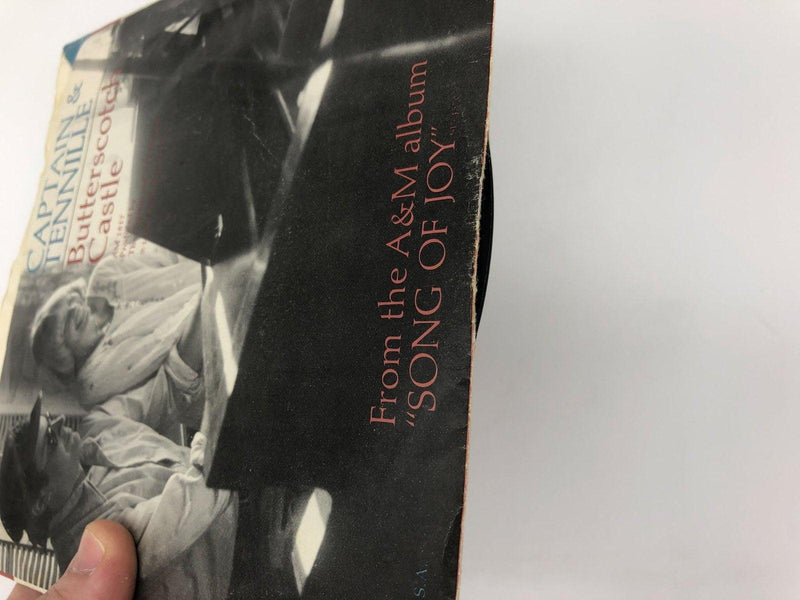 CAPTAIN &
TENNILLE
Butterscotch
Castle
From the A&M album
"SONG OF JOY"
S.A.